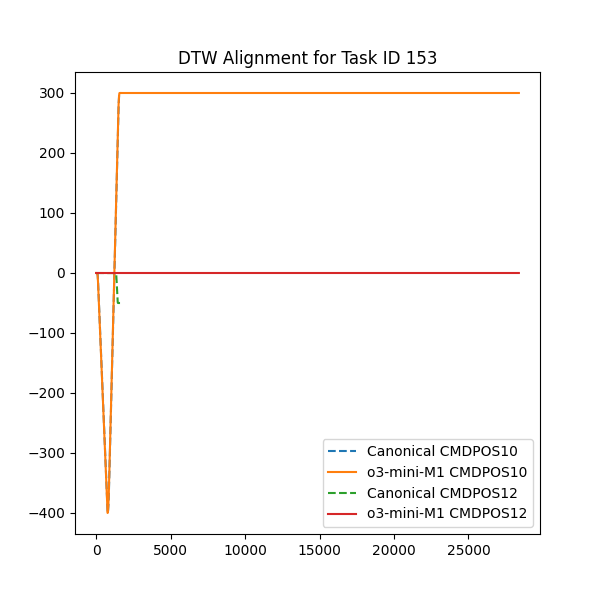 DTW Alignment for Task ID 153
300
200
100
0
−100
−200
−300
−400
0 5000 10000 15000 20000 25000
Canonical CMDPOS10
o3-mini-M1 CMDPOS10
Canonical CMDPOS12
o3-mini-M1 CMDPOS12